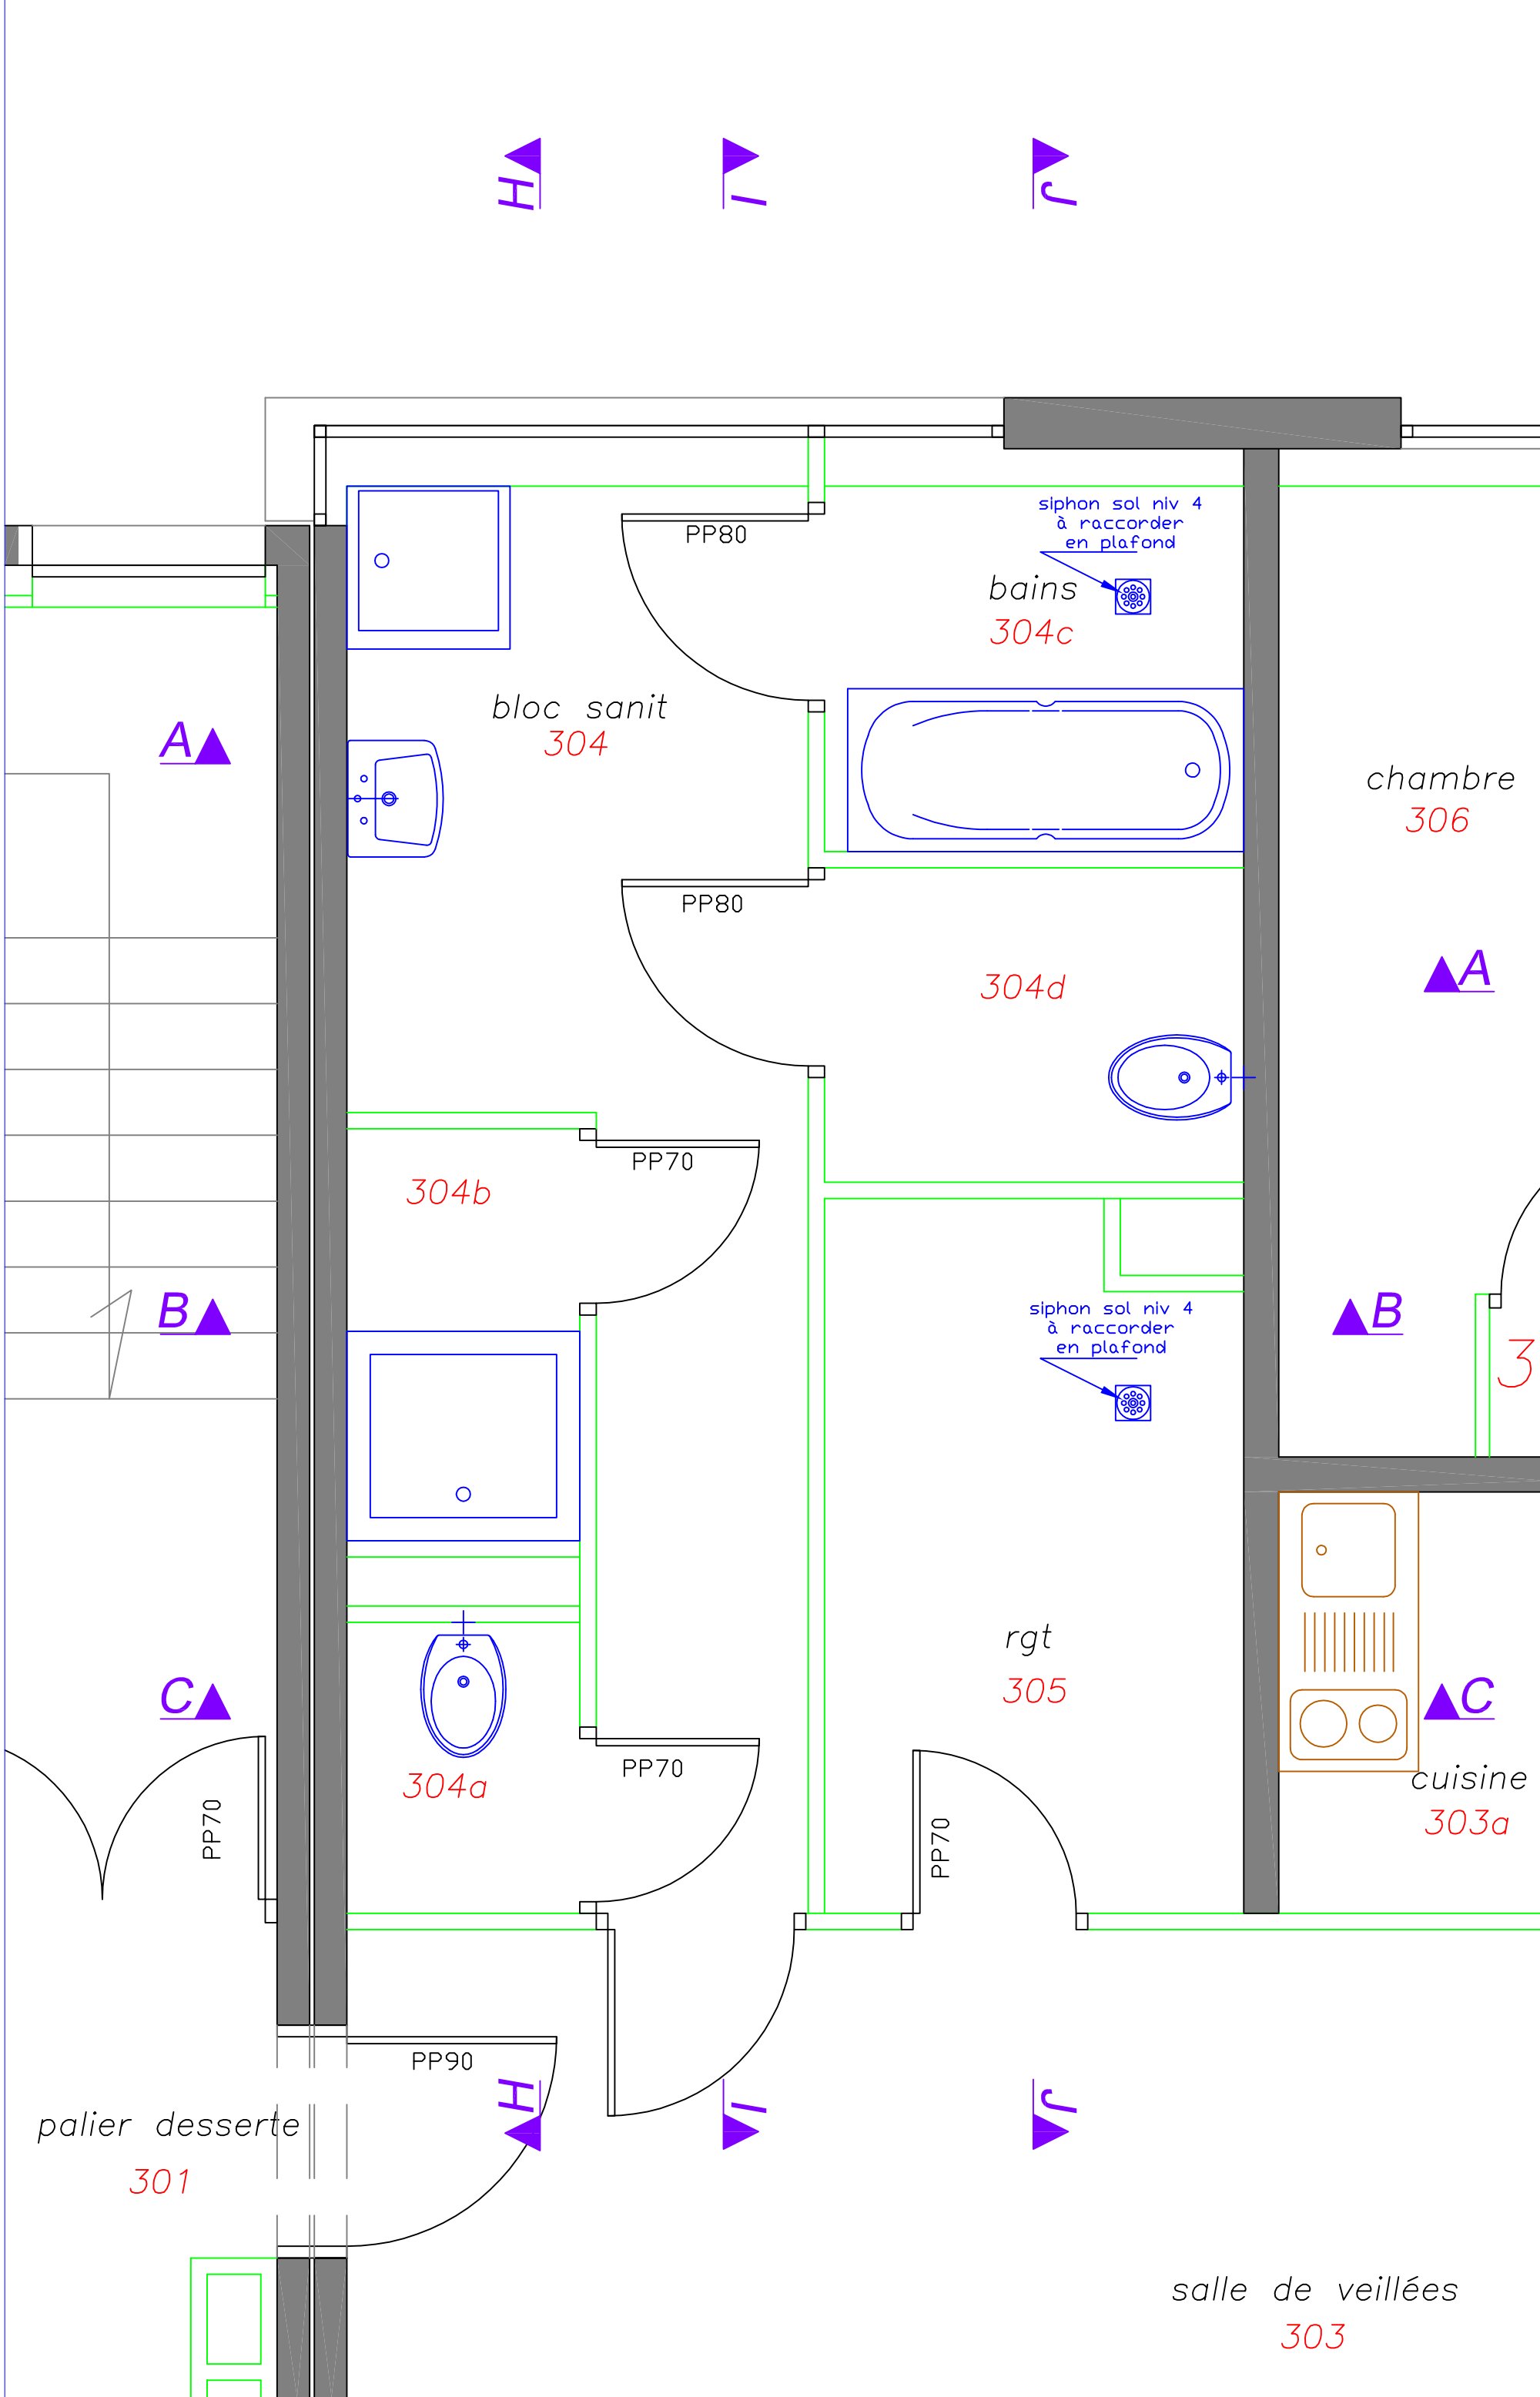 H
I
J
PP80
siphon sol niv 4
à raccorder
en plafond
bains
304c
bloc sanit
304
A
chambre
306
PP80
304d
A
PP70
304b
B
siphon sol niv 4
à raccorder
en plafond
B
3
rgt
305
C
C
304a
PP70
PP70
PP70
cuisine
303a
PP90
H
I
J
palier desserte
301
salle de veillées
303